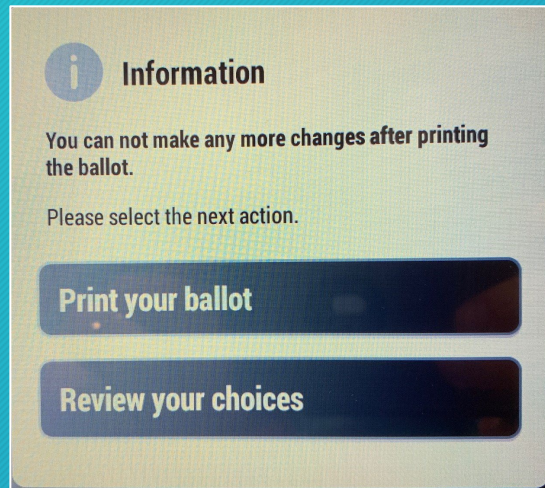 Information
You can not make any more changes after printing
the ballot.
Please select the next action.
Print your ballot
Review your choices